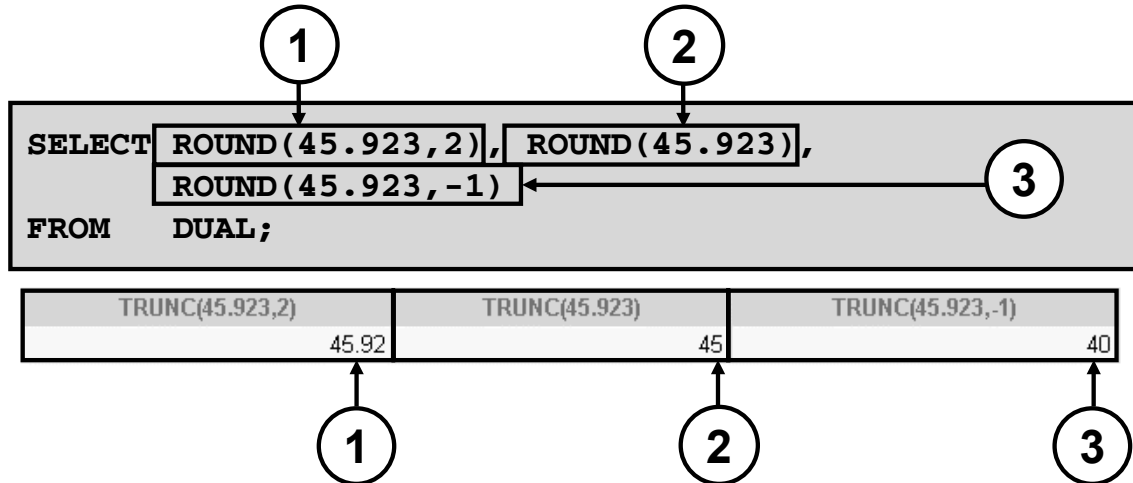 1 2
SELECT ROUND(45.923,2), ROUND(45.923),
ROUND(45.923,-1) 3
FROM DUAL;
TRUNC(45.923,2) TRUNC(45.923) TRUNC(45.923,-1)
45.92 45 40
1 2 3